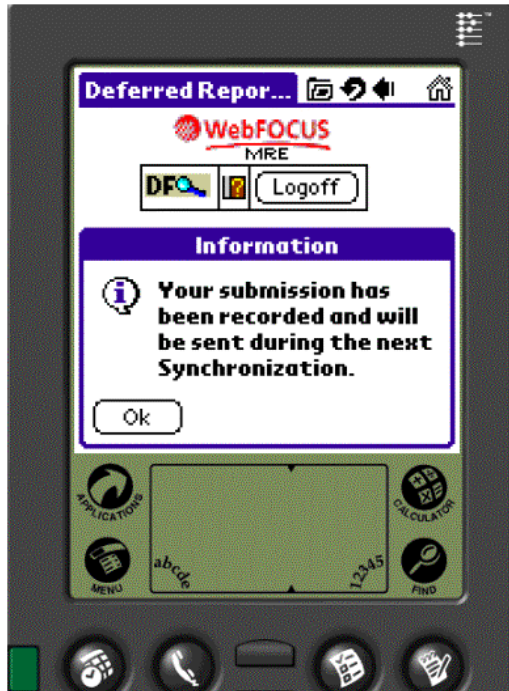 Deferred Repor...
WebFOCUS
MRE
DF
Logoff
Information
Your submission has
been recorded and will
be sent during the next
Synchronization.
Ok
APPLICATIONS
CALCULATOR
MENU
abcde
12345
FIND